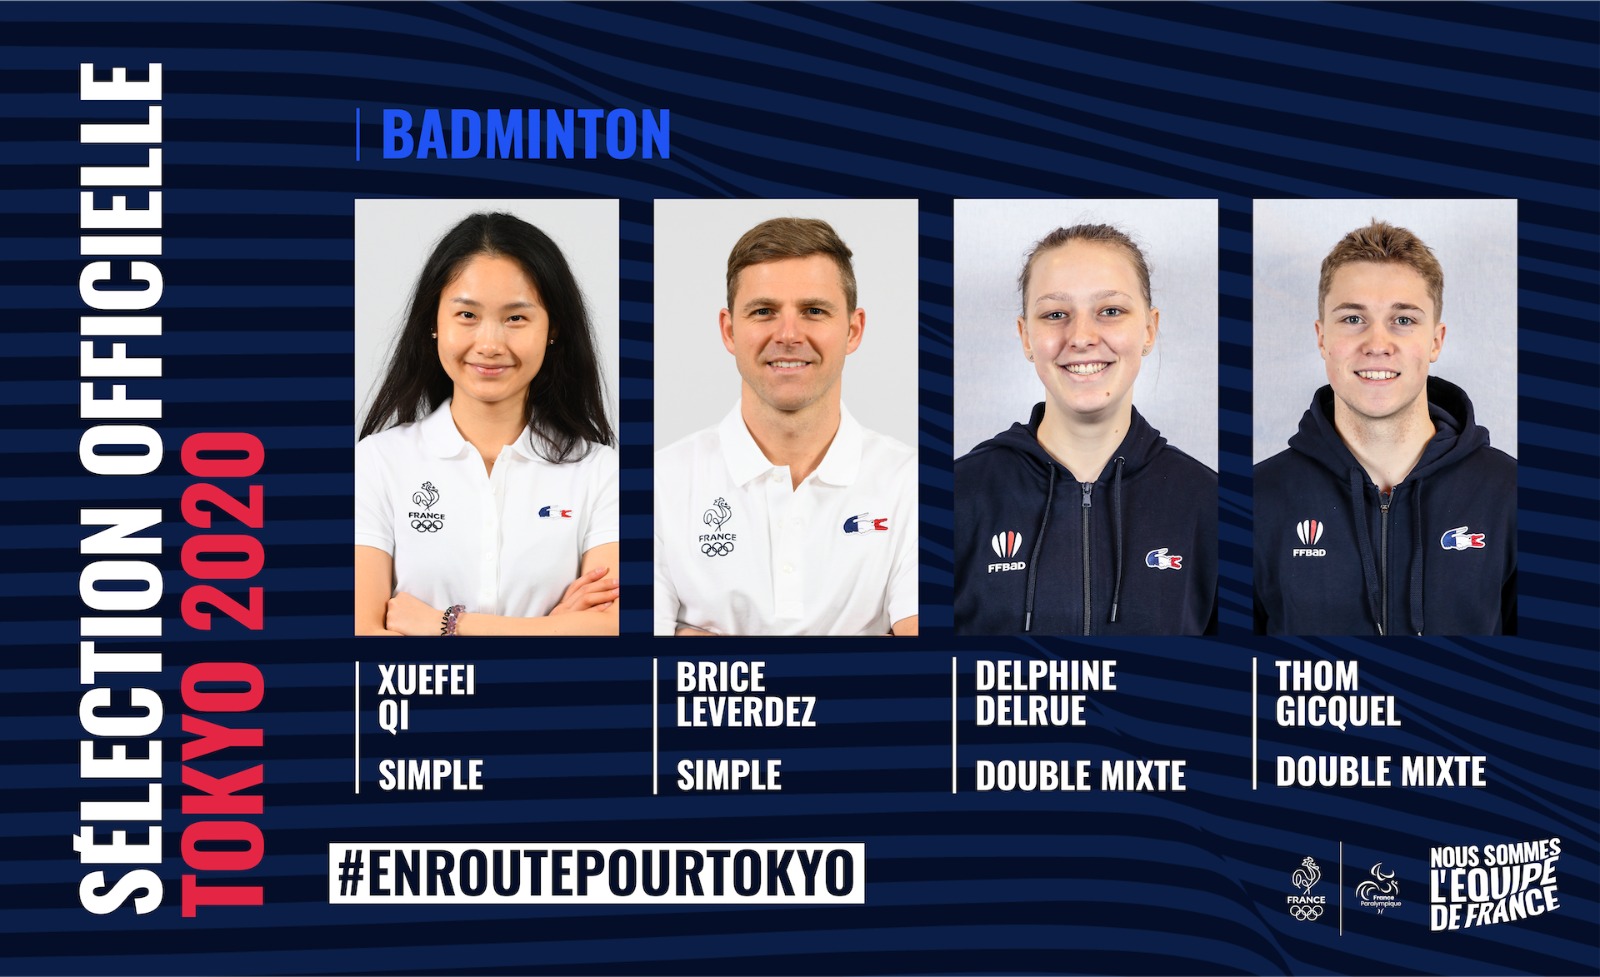 SÉLECTION OFFICIELLE
TOKYO 2020
BADMINTON
FRANCE
FRANCE
FFBaD
FFBaD
XUEFEI
QI
SIMPLE
BRICE
LEVERDEZ
SIMPLE
DELPHINE
DELRUE
DOUBLE MIXTE
THOM
GICQUEL
DOUBLE MIXTE
#ENROUTEPOURTOKYO
FRANCE
France
Paralympique
NOUS SOMMES
L'ÉQUIPE
DE FRANCE